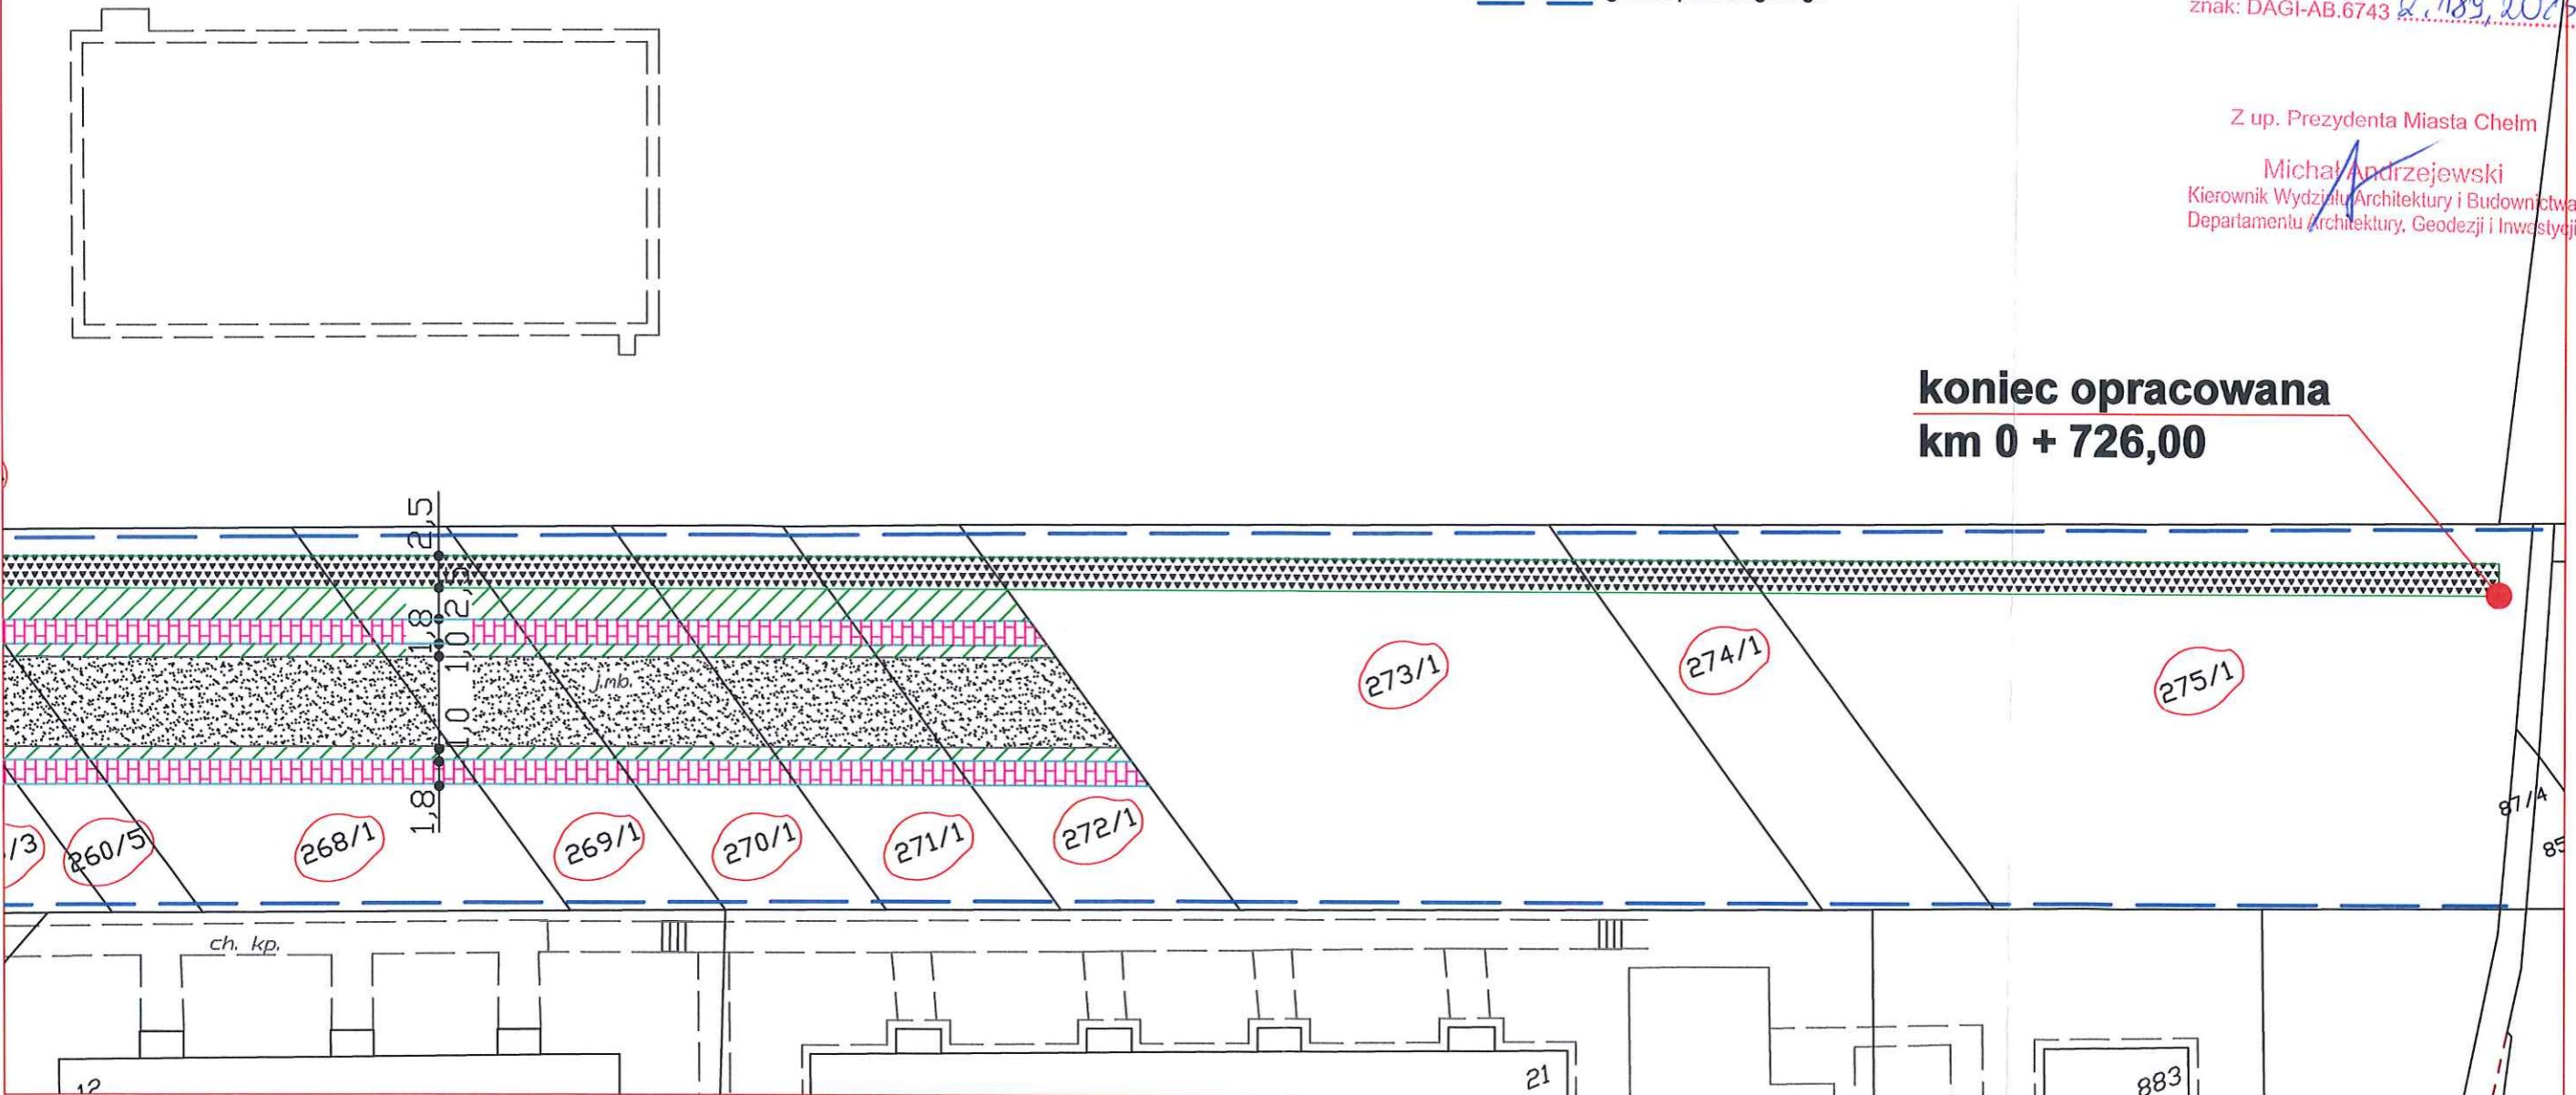 znak: DAGI-AB.6743
Z up. Prezydenta Miasta Chełm
Michał Andrzejewski
Kierownik Wydziału Architektury i Budownictwa
Departamentu Architektury, Geodezji i Inwestycji
koniec opracowana
km 0 + 726,00
2,5
2,5
1,8
1,0
1,0
1,8
j.mb.
273/1
274/1
275/1
/3
260/5
268/1
269/1
270/1
271/1
272/1
87/4
85
ch. kp.
12
21
883